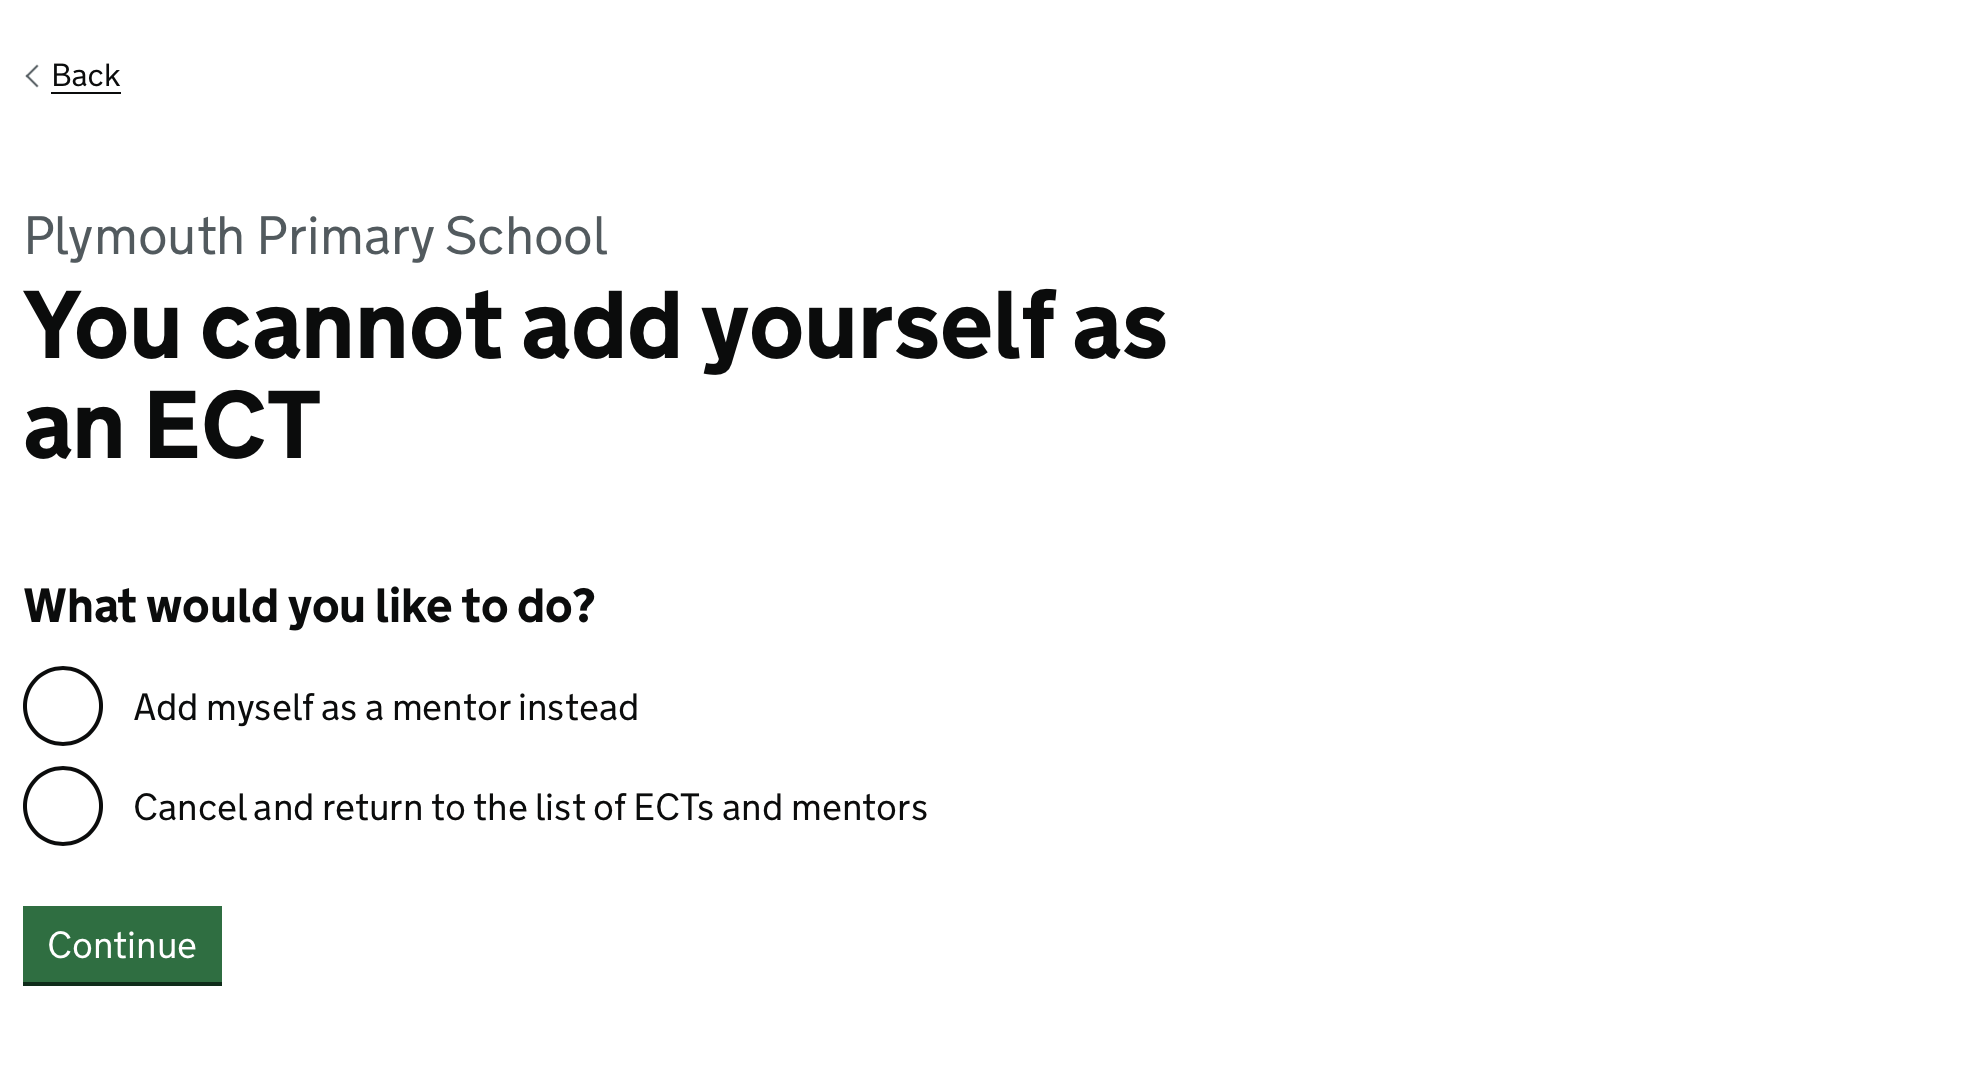 Back
Plymouth Primary School
You cannot add yourself as
an ECT
What would you like to do?
Add myself as a mentor instead
Cancel and return to the list of ECTs and mentors
Continue